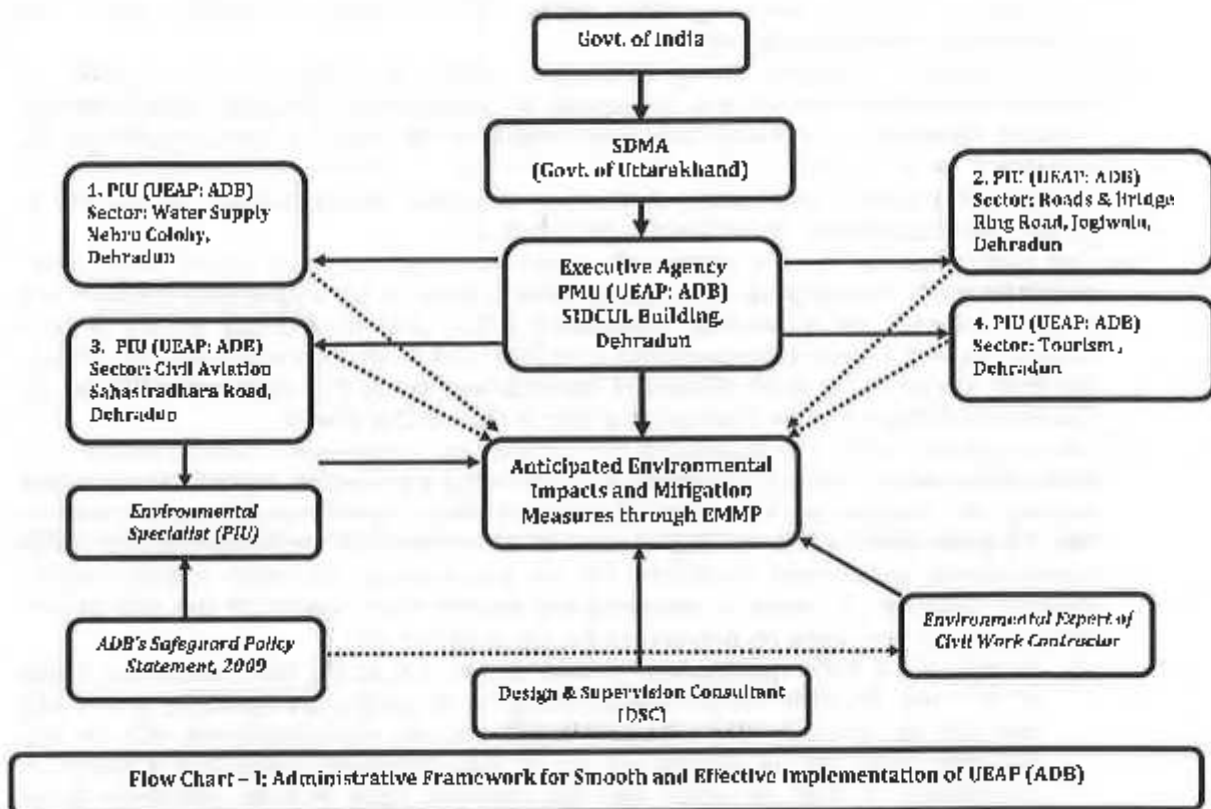 Govt. of India
SDMA
(Govt. of Uttarakhand)
1. PIU (UEAP: ADB)
Sector: Water Supply
Nehru Colony,
Dehradun
2. PIU (UEAP: ADB)
Sector: Roads & Bridge
Ring Road, Jogiwala,
Dehradun
Executive Agency
PMU (UEAP: ADB)
SIDCUL Building,
Dehradun
3. PIU (UEAP: ADB)
Sector: Civil Aviation
Sahastradhara Road,
Dehradun
4. PIU (UEAP: ADB)
Sector: Tourism,
Dehradun
Anticipated Environmental
Impacts and Mitigation
Measures through EMMP
Environmental
Specialist (PIU)
ADB's Safeguard Policy
Statement, 2009
Environmental Expert of
Civil Work Contractor
Design & Supervision Consultant
(DSC)
Flow Chart – 1: Administrative Framework for Smooth and Effective Implementation of UEAP (ADB)